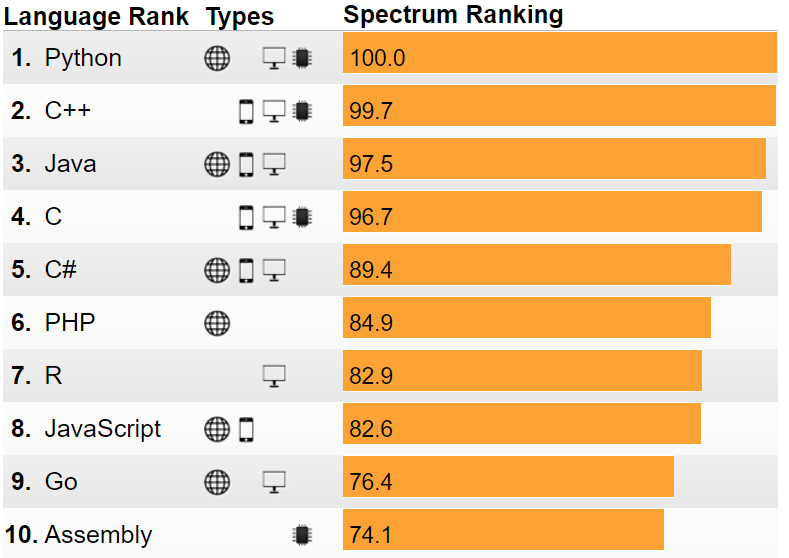 Language Rank Types Spectrum Ranking
1. Python 100.0
2. C++ 99.7
3. Java 97.5
4. C 96.7
5. C# 89.4
6. PHP 84.9
7. R 82.9
8. JavaScript 82.6
9. Go 76.4
10. Assembly 74.1